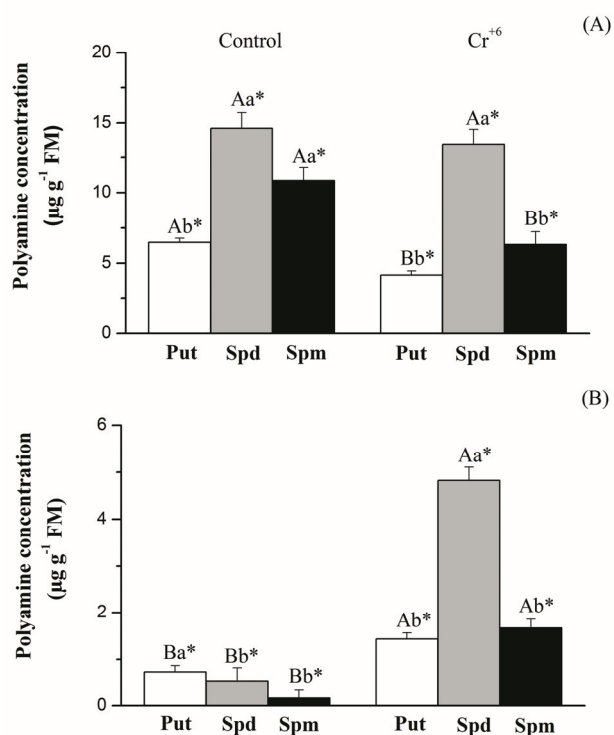 (A)
Control Cr+6
Polyamine concentration
(µg g-1 FM)
20
15
10
5
0
Aa* Aa*
Aa*
Ab* Bb* Bb*
Put Spd Spm Put Spd Spm
(B)
Polyamine concentration
(µg g-1 FM)
6
4
2
0
Aa*
Ab* Ab*
Ba* Bb* Bb*
Put Spd Spm Put Spd Spm